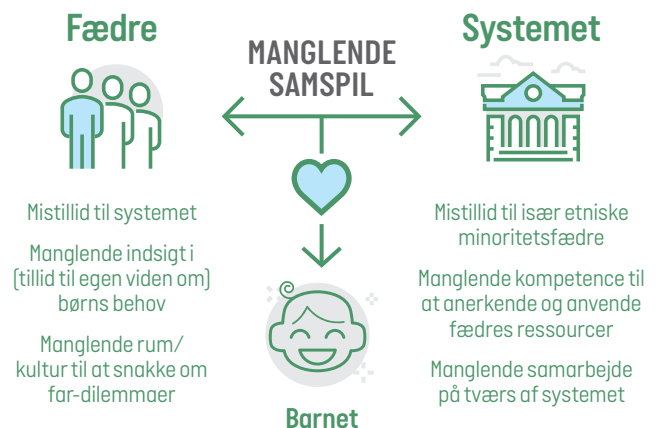 Fædre
Mistillid til systemet
Manglende indsigt i
(tillid til egen viden om)
børns behov
Manglende rum/
kultur til at snakke om
far-dilemmaer
MANGLENDE
SAMSPIL
Barnet
Systemet
Mistillid til især etniske
minoritetsfædre
Manglende kompetence til
at anerkende og anvende
fædres ressourcer
Manglende samarbejde
på tværs af systemet